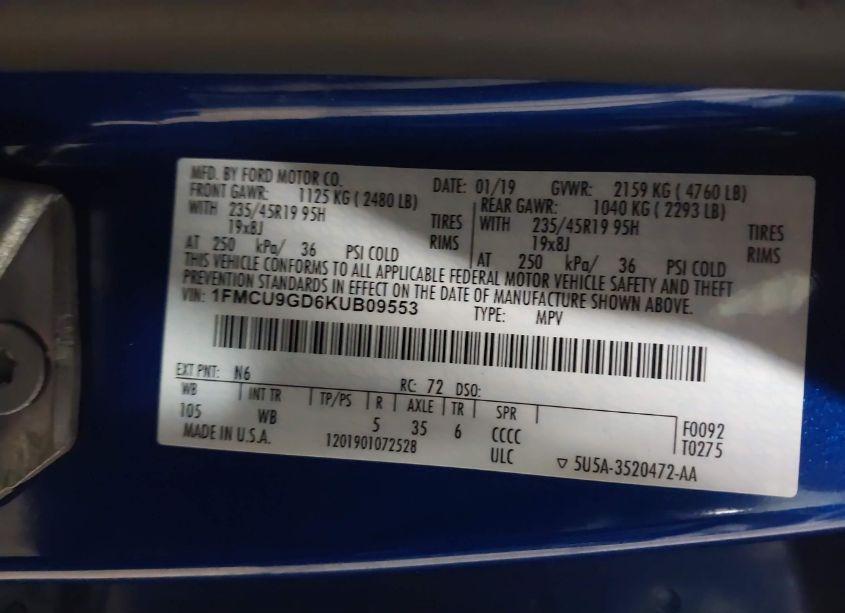 MFD. BY FORD MOTOR CO. DATE: 01/19 GVWR: 2159 KG ( 4760 LB)
FRONT GAWR: 1125 KG ( 2480 LB) REAR GAWR: 1040 KG ( 2293 LB)
WITH 235/45R19 95H TIRES WITH 235/45R19 95H TIRES
19x8J RIMS 19x8J RIMS
AT 250 kPa/ 36 PSI COLD AT 250 kPa/ 36 PSI COLD
THIS VEHICLE CONFORMS TO ALL APPLICABLE FEDERAL MOTOR VEHICLE SAFETY AND THEFT
PREVENTION STANDARDS IN EFFECT ON THE DATE OF MANUFACTURE SHOWN ABOVE.
VIN: 1FMCU9GD6KUB09553 TYPE: MPV
EXT PNT: N6 RC: 72 DSO:
WB INT TR TP/PS R AXLE TR SPR F0092
105 WB 5 35 6 CCCC T0275
MADE IN U.S.A. 1201901072528 ULC ▽ 5U5A-3520472-AA